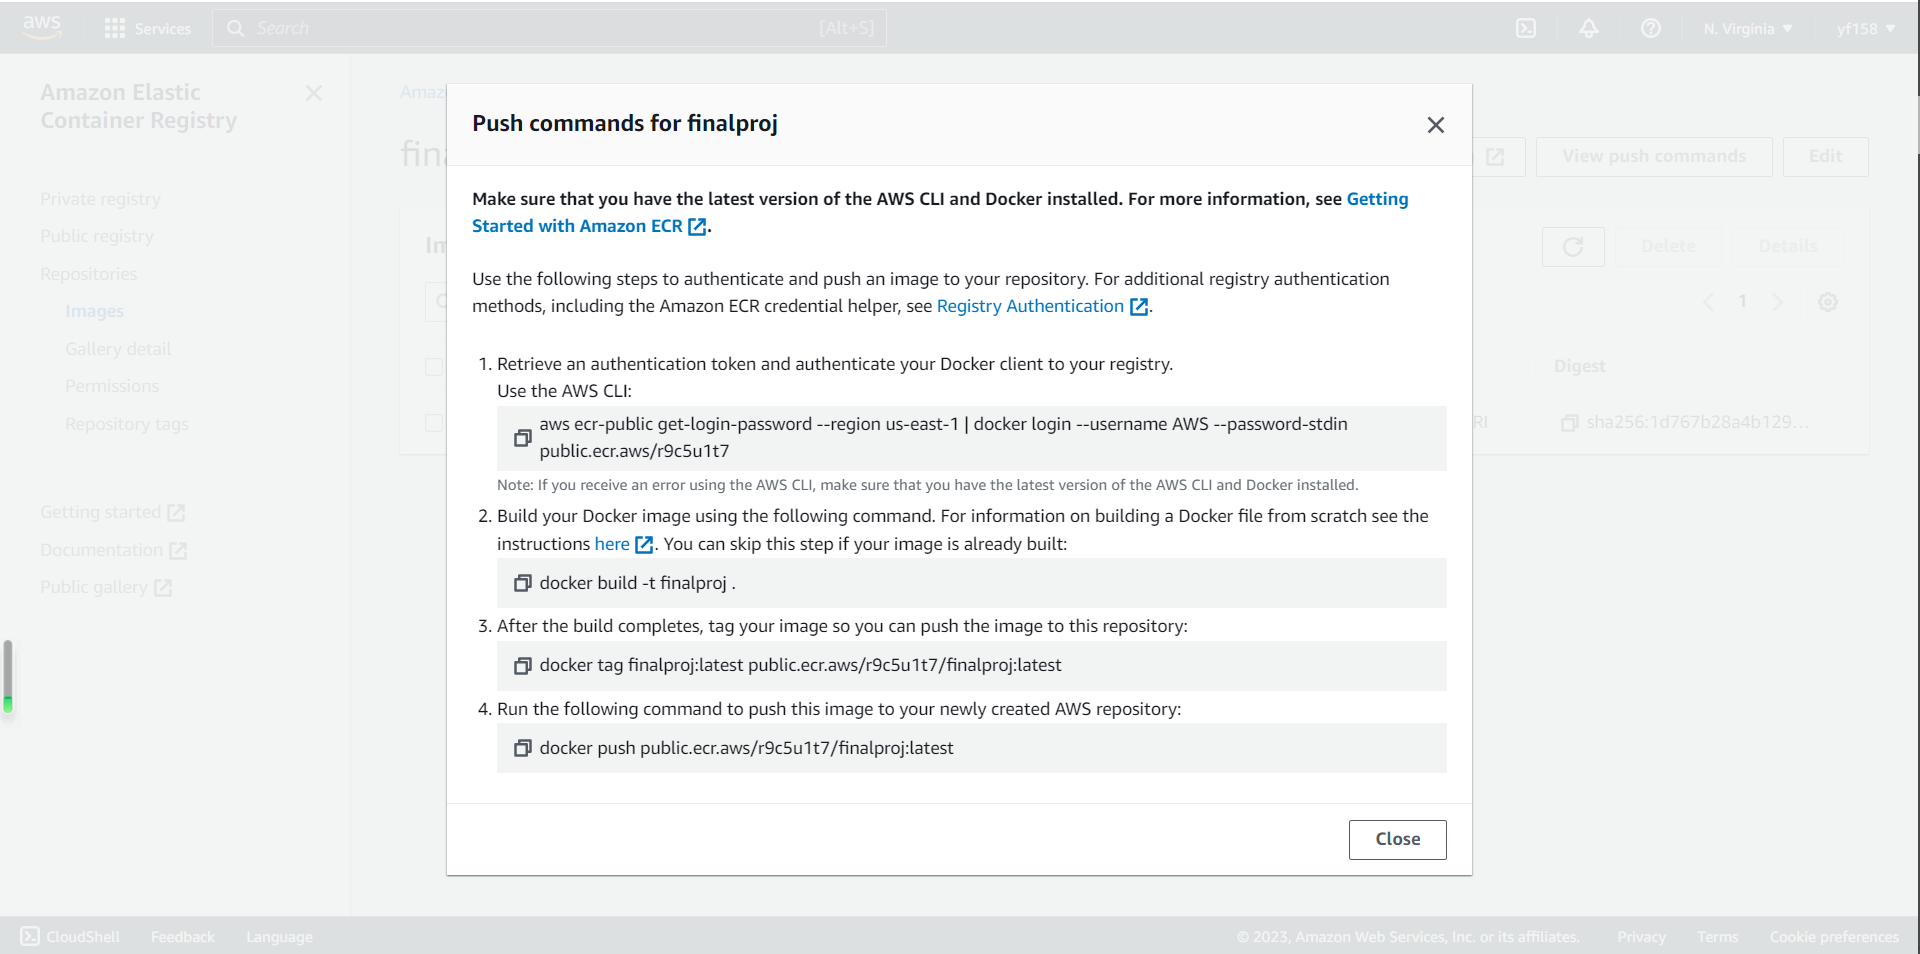 aws
Services
Search
[Alt+S]
N. Virginia
yf158
Amazon Elastic
Container Registry
Private registry
Public registry
Repositories
Images
Gallery detail
Permissions
Repository tags
Getting started
Documentation
Public gallery
View push commands
Edit
Delete
Details
1
Digest
sha256:1d767b28a4b129...
Push commands for finalproj
Make sure that you have the latest version of the AWS CLI and Docker installed. For more information, see Getting
Started with Amazon ECR.
Use the following steps to authenticate and push an image to your repository. For additional registry authentication
methods, including the Amazon ECR credential helper, see Registry Authentication.
1. Retrieve an authentication token and authenticate your Docker client to your registry.
Use the AWS CLI:
aws ecr-public get-login-password --region us-east-1 | docker login --username AWS --password-stdin
public.ecr.aws/r9c5u1t7
Note: If you receive an error using the AWS CLI, make sure that you have the latest version of the AWS CLI and Docker installed.
2. Build your Docker image using the following command. For information on building a Docker file from scratch see the
instructions here. You can skip this step if your image is already built:
docker build -t finalproj .
3. After the build completes, tag your image so you can push the image to this repository:
docker tag finalproj:latest public.ecr.aws/r9c5u1t7/finalproj:latest
4. Run the following command to push this image to your newly created AWS repository:
docker push public.ecr.aws/r9c5u1t7/finalproj:latest
Close
CloudShell
Feedback
Language
© 2023, Amazon Web Services, Inc. or its affiliates.
Privacy
Terms
Cookie preferences